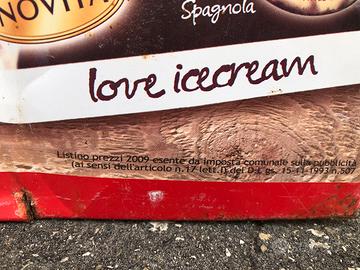 NOVITÀ
Spagnola
love icecream
Listino prezzi 2009 esente da imposta comunale sulla pubblicità
(ai sensi dell'articolo n.17 lett.f) del D.L.gs. 15-11-1993 n.507